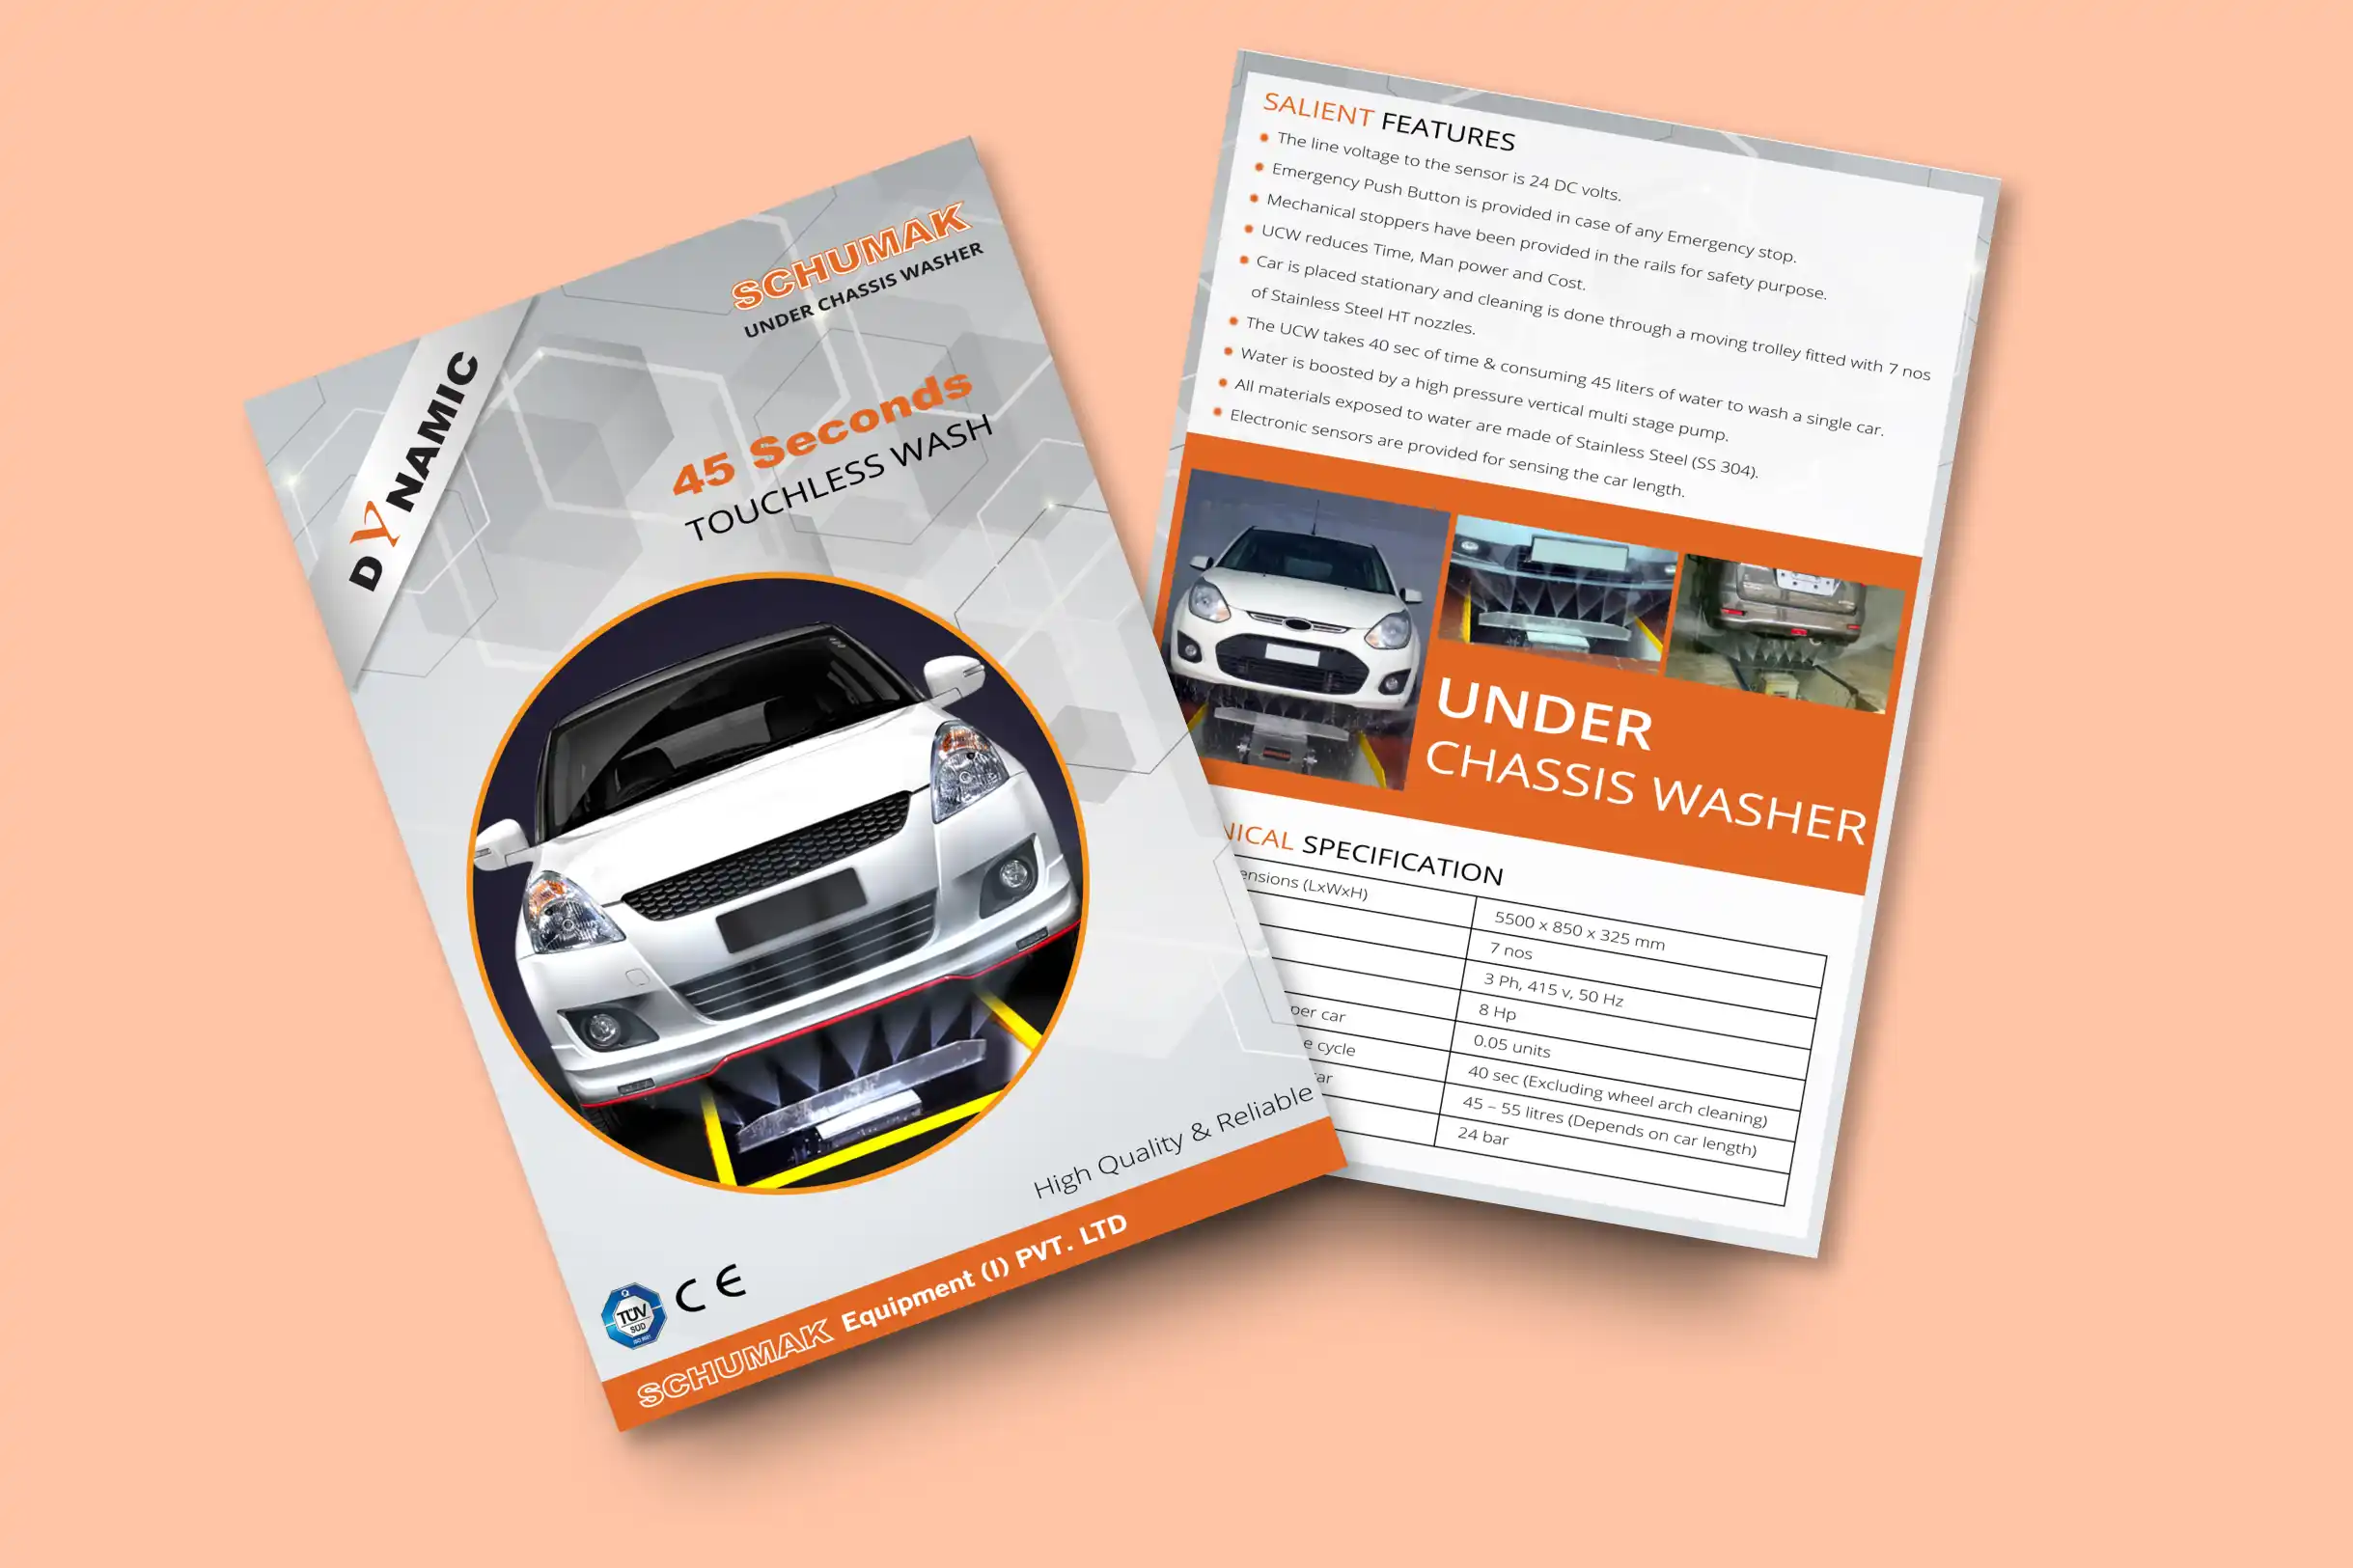 SCHUMAK
UNDER CHASSIS WASHER
DYNAMIC
45 Seconds
TOUCHLESS WASH
High Quality & Reliable
TÜV
SÜD
ISO 9001
CE
SCHUMAK Equipment (I) PVT. LTD
SALIENT FEATURES
The line voltage to the sensor is 24 DC volts.
Emergency Push Button is provided in case of any Emergency stop.
Mechanical stoppers have been provided in the rails for safety purpose.
UCW reduces Time, Man power and Cost.
Car is placed stationary and cleaning is done through a moving trolley fitted with 7 nos
of Stainless Steel HT nozzles.
The UCW takes 40 sec of time & consuming 45 liters of water to wash a single car.
Water is boosted by a high pressure vertical multi stage pump.
All materials exposed to water are made of Stainless Steel (SS 304).
Electronic sensors are provided for sensing the car length.
UNDER
CHASSIS WASHER
NICAL SPECIFICATION
ensions (LxWxH)
5500 x 850 x 325 mm
7 nos
3 Ph, 415 v, 50 Hz
8 Hp
per car
0.05 units
e cycle
40 sec (Excluding wheel arch cleaning)
car
45 – 55 litres (Depends on car length)
24 bar